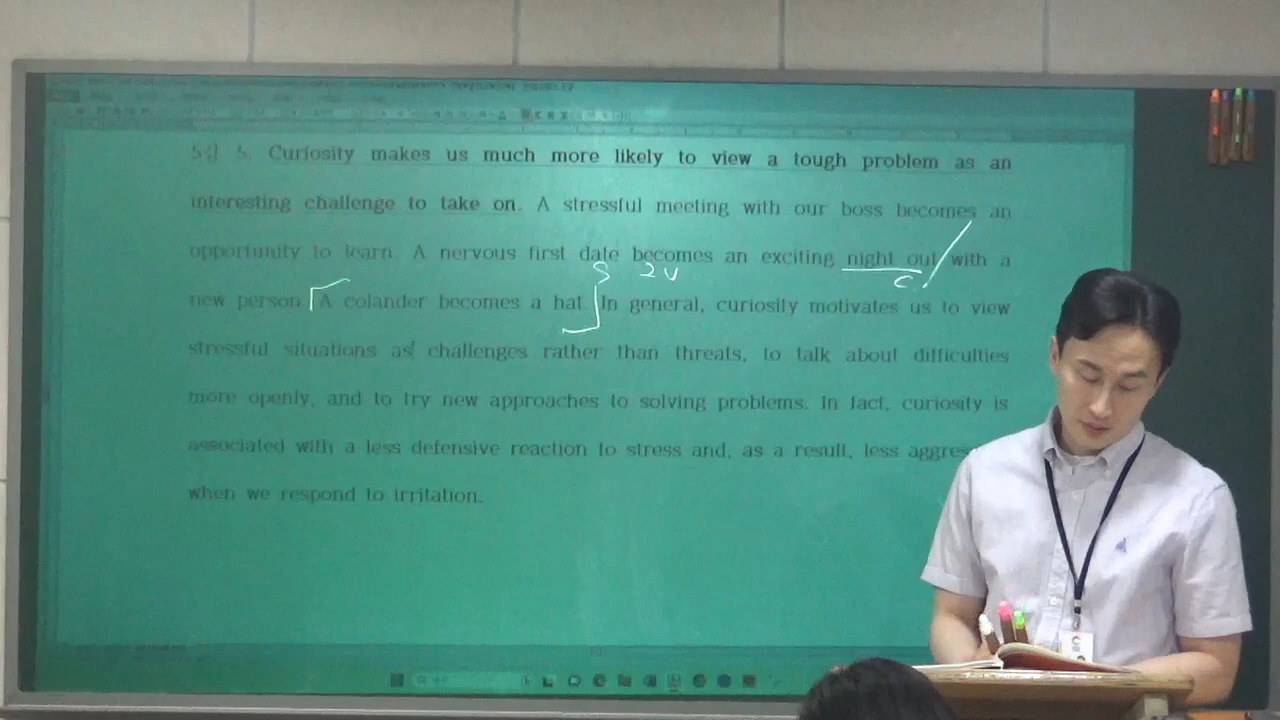 5. Curiosity makes us much more likely to view a tough problem as an
interesting challenge to take on. A stressful meeting with our boss becomes an
opportunity to learn. A nervous first date becomes an exciting night out with a
S 2V
C
new person. A colander becomes a hat. In general, curiosity motivates us to view
stressful situations as challenges rather than threats, to talk about difficulties
more openly, and to try new approaches to solving problems. In fact, curiosity is
associated with a less defensive reaction to stress and, as a result, less
when we respond to irritation.